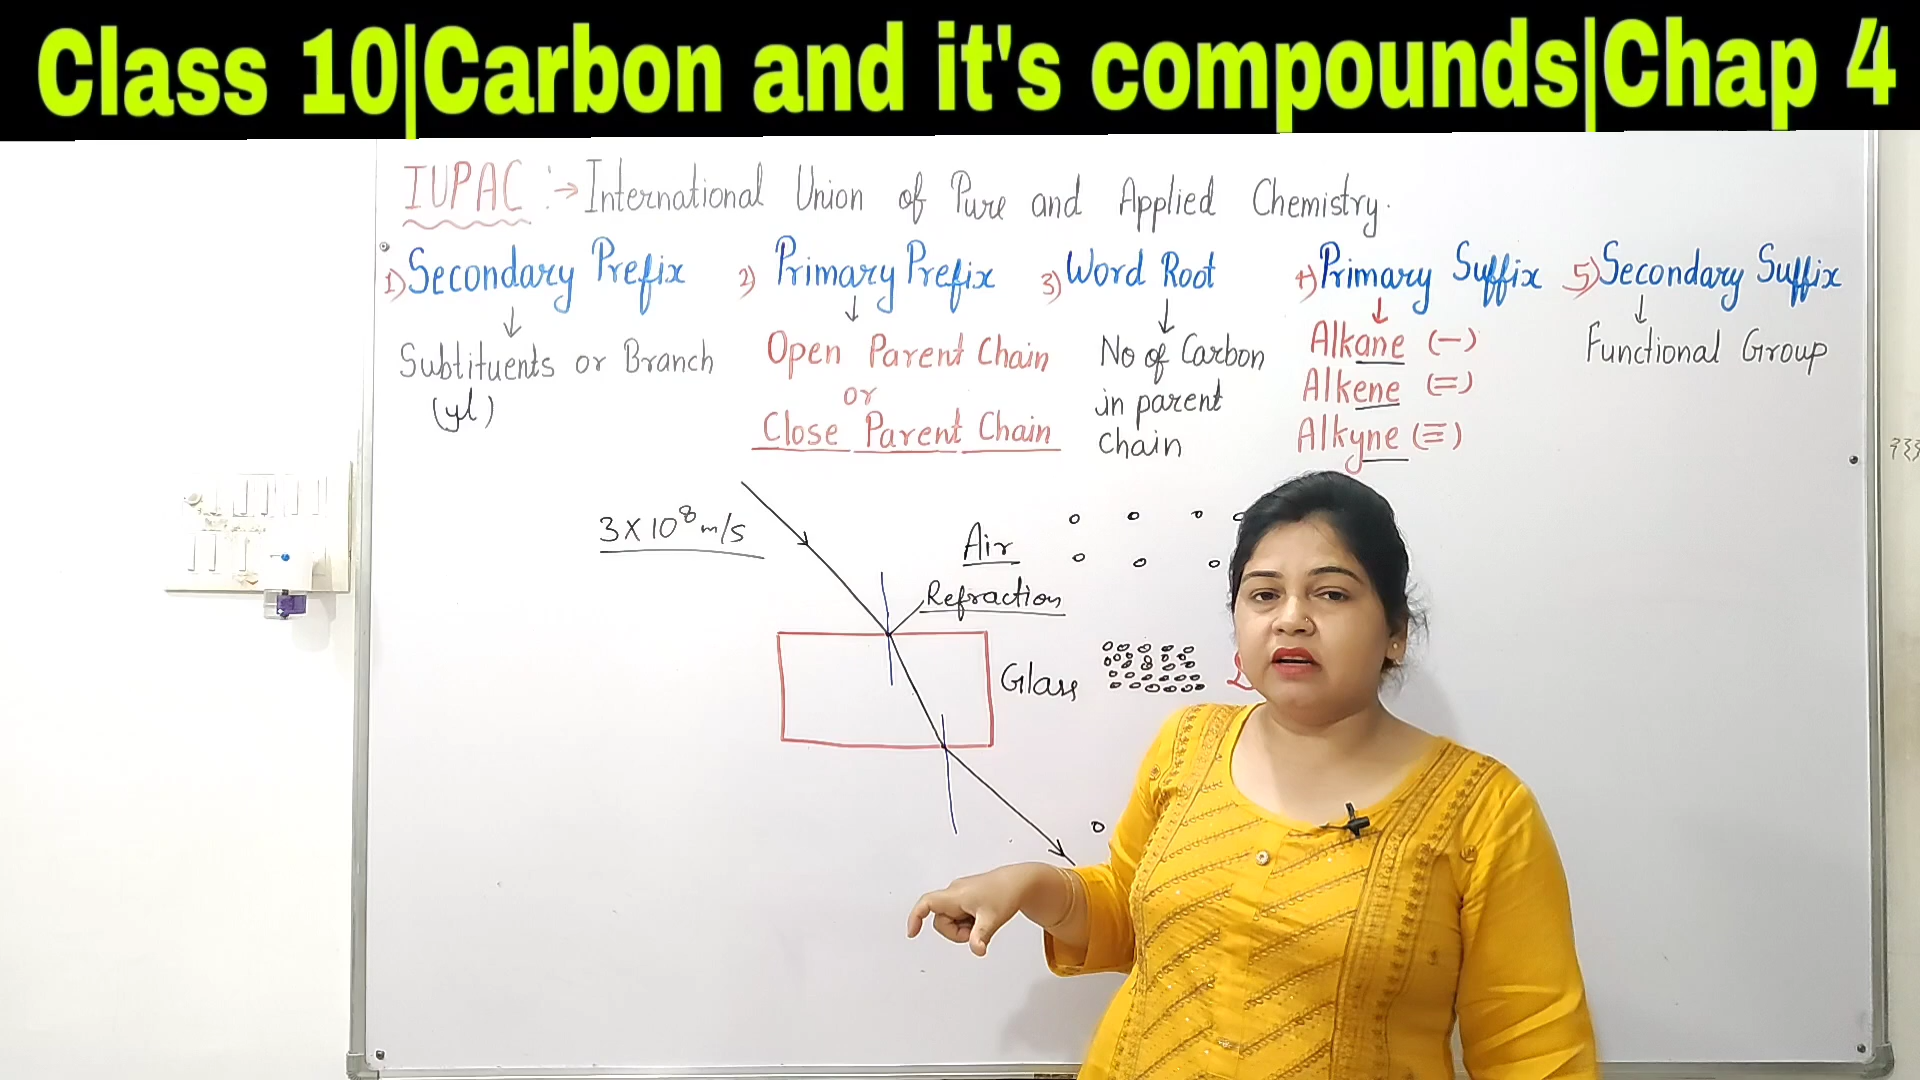 Class 10|Carbon and it's compounds|Chap 4
IUPAC :→ International Union of Pure and Applied Chemistry.
1) Secondary Prefix 2) Primary Prefix 3) Word Root 4) Primary Suffix 5) Secondary Suffix
↓ ↓ ↓ ↓ ↓
Subtituents or Branch
(yl)
Open Parent Chain
or
Close Parent Chain
No of Carbon
in parent
chain
Alkane (-)
Alkene (=)
Alkyne (≡)
Functional Group
3 X 10⁸ m/s
Air
Refraction
Glass